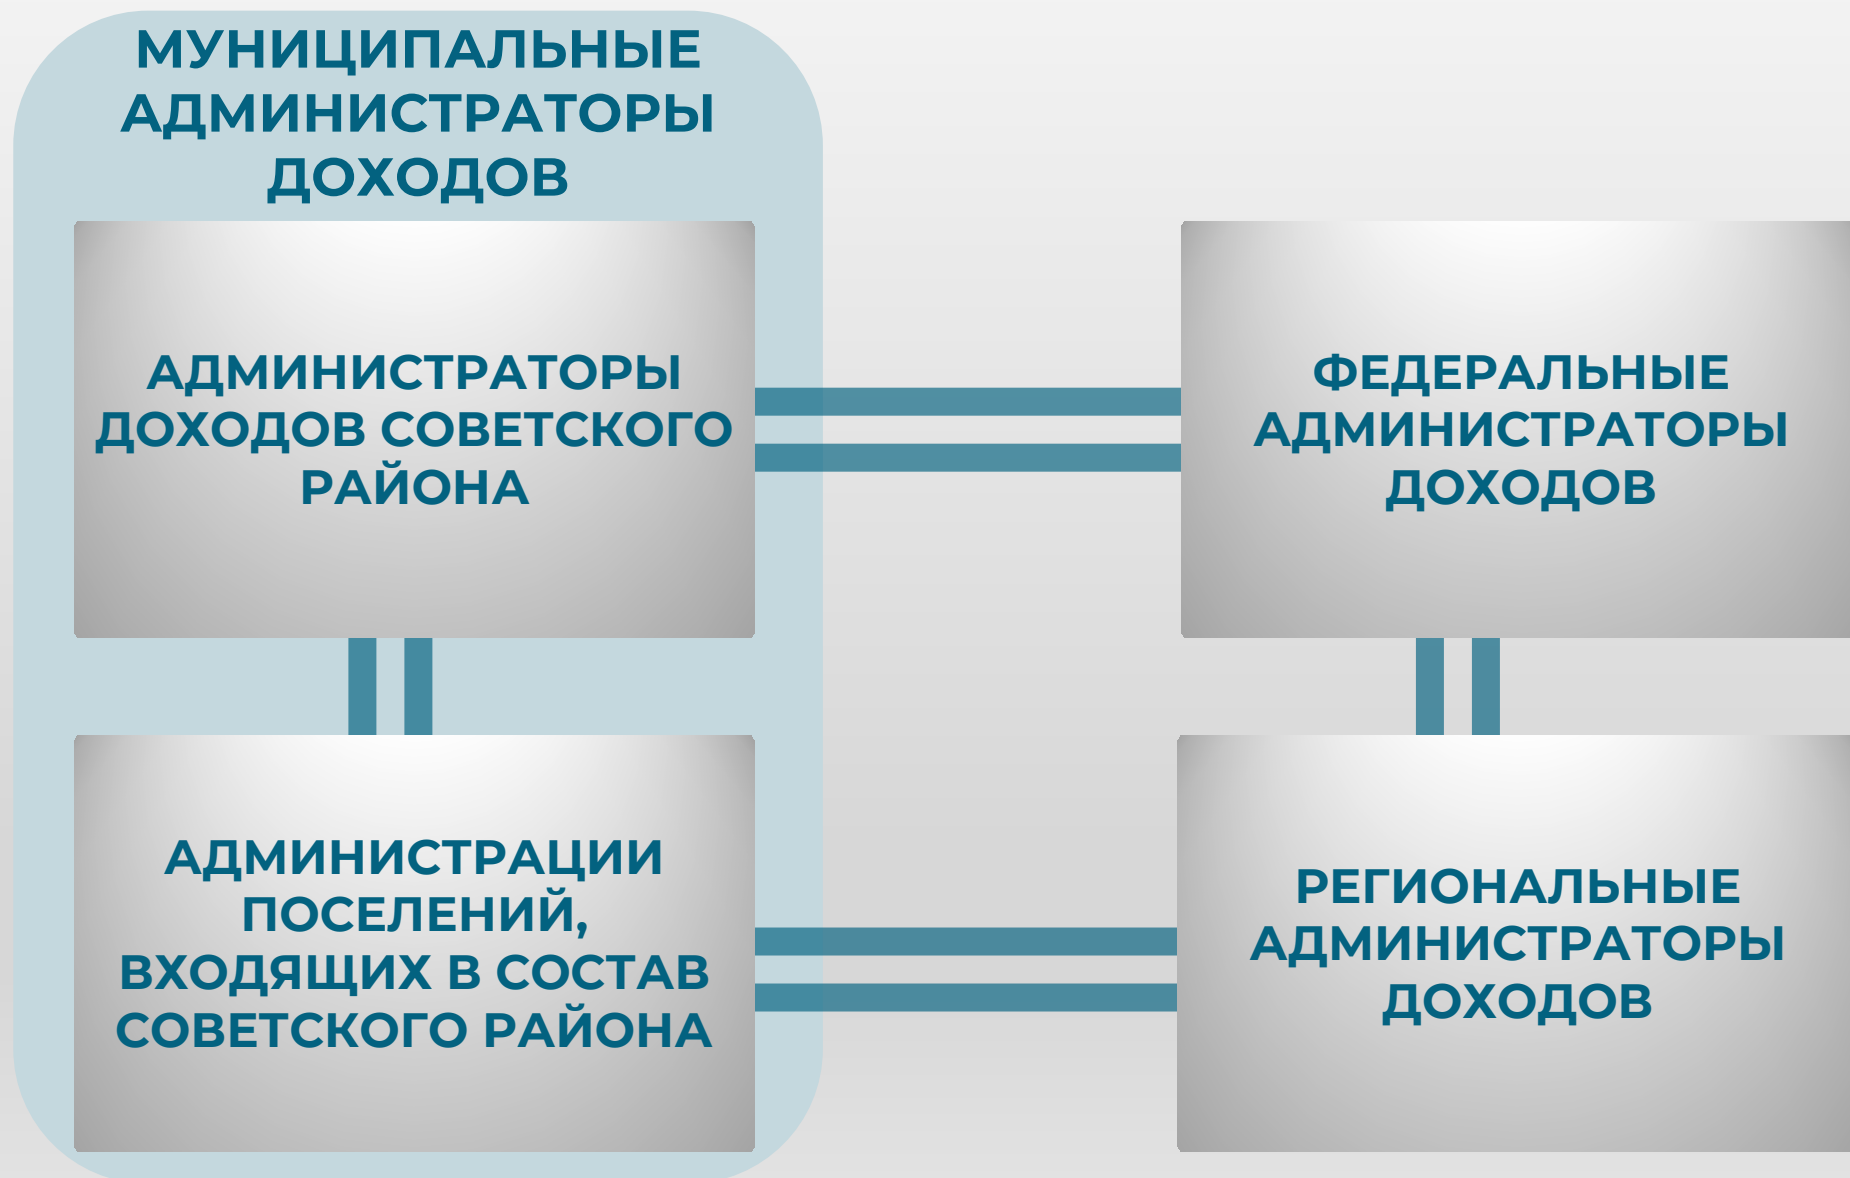 МУНИЦИПАЛЬНЫЕ
АДМИНИСТРАТОРЫ
ДОХОДОВ
АДМИНИСТРАТОРЫ
ДОХОДОВ СОВЕТСКОГО
РАЙОНА
ФЕДЕРАЛЬНЫЕ
АДМИНИСТРАТОРЫ
ДОХОДОВ
АДМИНИСТРАЦИИ
ПОСЕЛЕНИЙ,
ВХОДЯЩИХ В СОСТАВ
СОВЕТСКОГО РАЙОНА
РЕГИОНАЛЬНЫЕ
АДМИНИСТРАТОРЫ
ДОХОДОВ